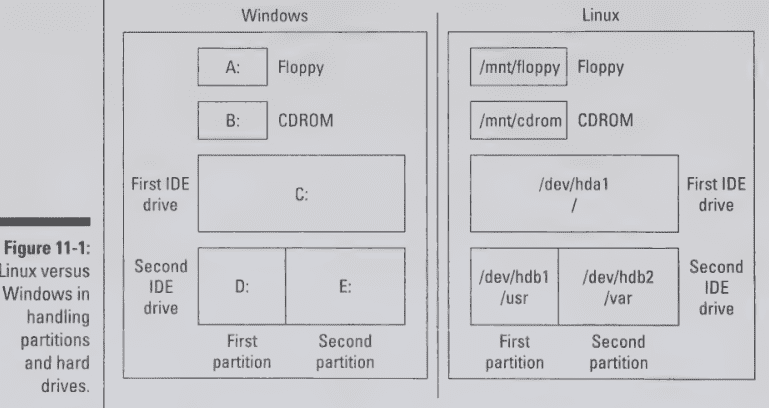 Windows
A: Floppy
B: CDROM
First IDE
drive
C:
Second
IDE
drive
D: E:
First
partition
Second
partition
Linux
/mnt/floppy Floppy
/mnt/cdrom CDROM
/dev/hda1
/
First IDE
drive
/dev/hdb1
/usr
/dev/hdb2
/var
Second
IDE
drive
First
partition
Second
partition
Figure 11-1:
Linux versus
Windows in
handling
partitions
and hard
drives.